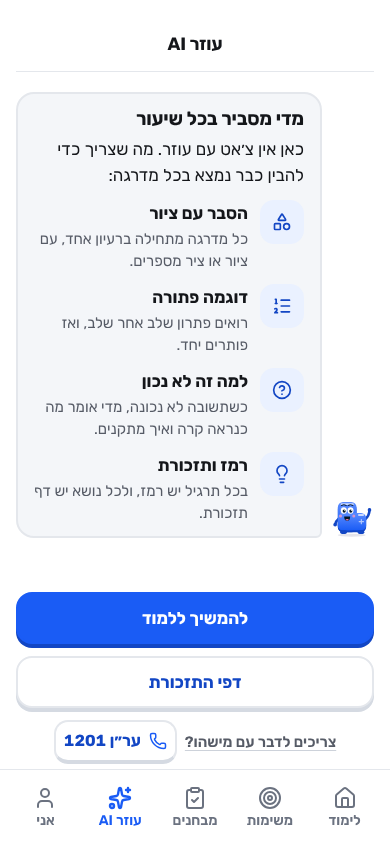 עוזר AI
מדי מסביר בכל שיעור
כאן אין צ׳אט עם עוזר. מה שצריך כדי
להבין כבר נמצא בכל מדרגה:
הסבר עם ציור
כל מדרגה מתחילה ברעיון אחד, עם
ציור או ציר מספרים.
דוגמה פתורה
רואים פתרון שלב אחר שלב, ואז
פותרים יחד.
למה זה לא נכון
כשתשובה לא נכונה, מדי אומר מה
כנראה קרה ואיך מתקנים.
רמז ותזכורת
בכל תרגיל יש רמז, ולכל נושא יש דף
תזכורת.
להמשיך ללמוד
דפי התזכורת
צריכים לדבר עם מישהו?
ער״ן 1201
לימוד
משימות
מבחנים
עוזר AI
אני